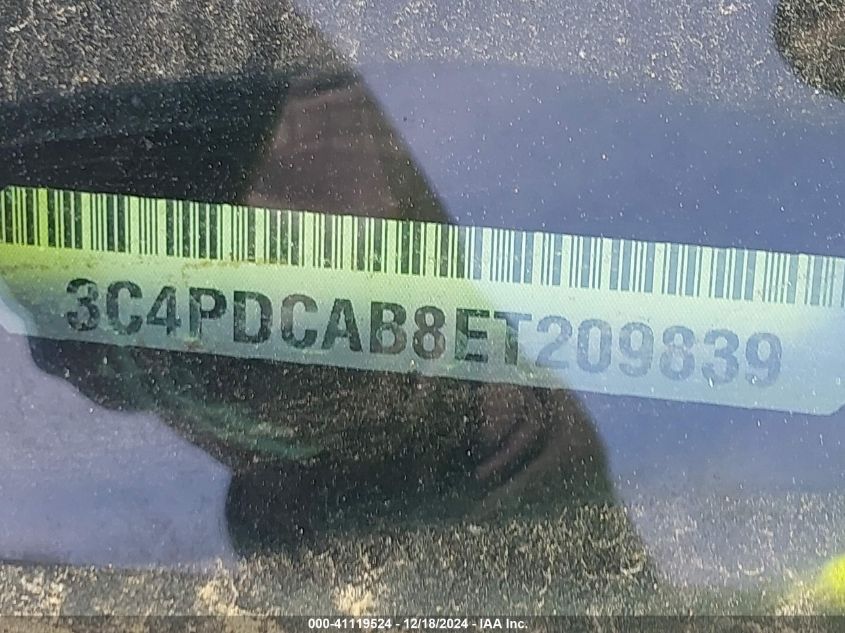 3C4PDCAB8ET209839
000-41119524 - 12/18/2024 - IAA Inc.